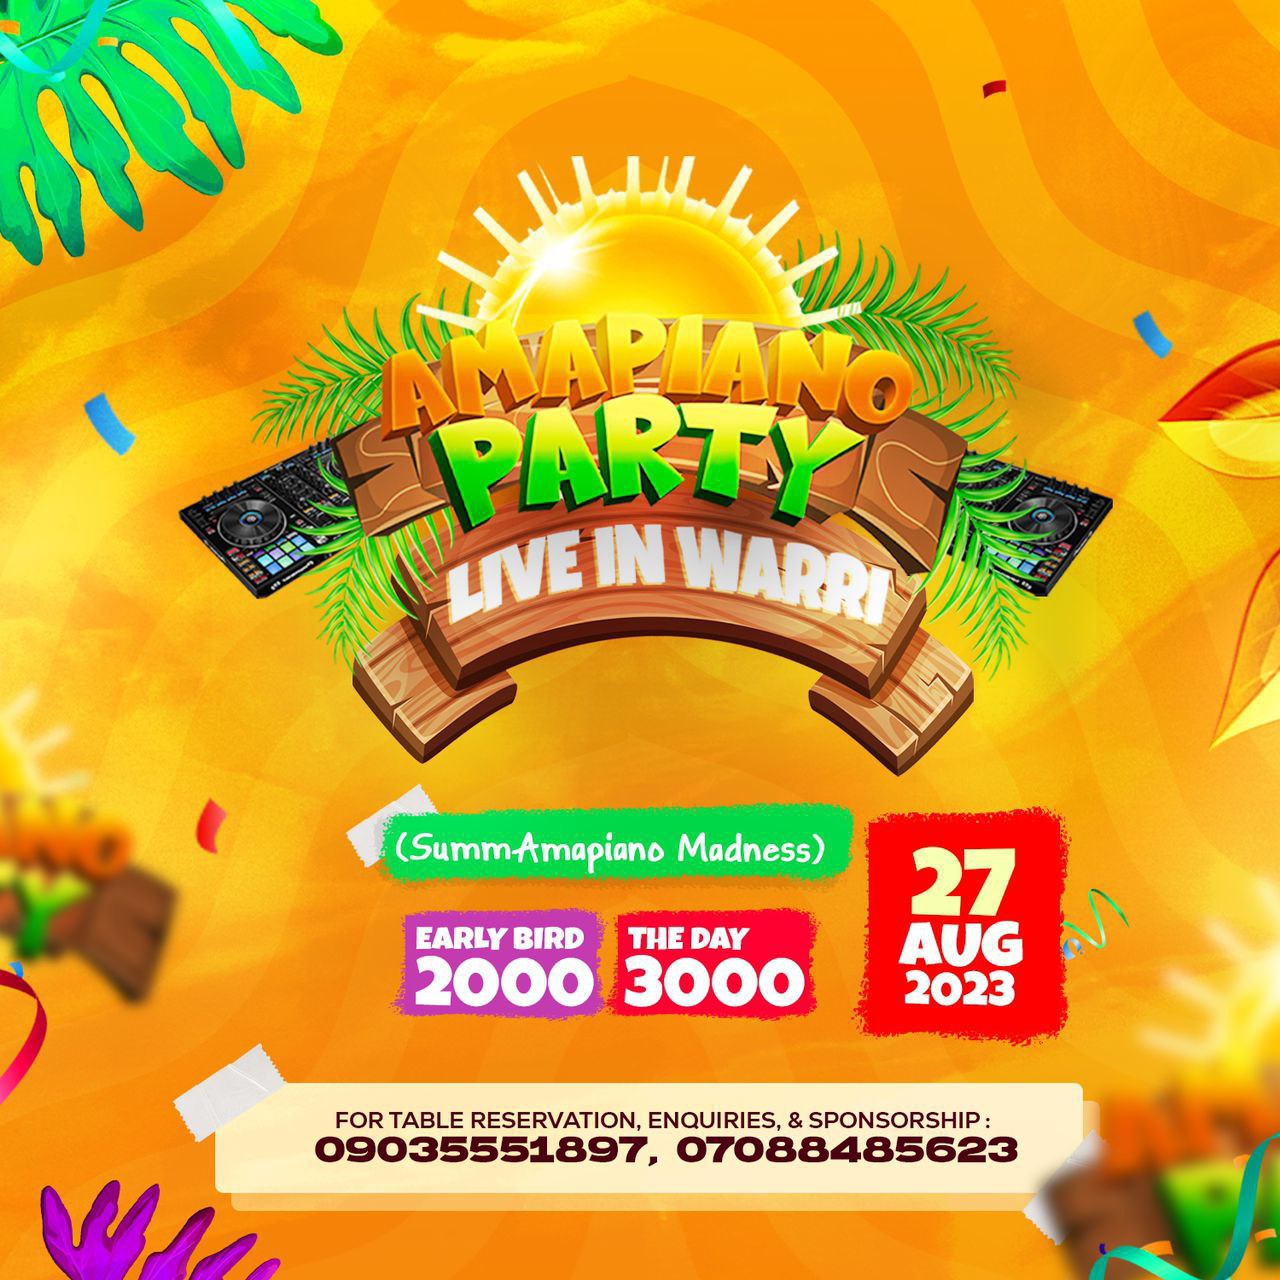 AMAPIANO
PARTY
LIVE IN WARRI
(SummAmapiano Madness)
EARLY BIRD
2000
THE DAY
3000
27
AUG
2023
FOR TABLE RESERVATION, ENQUIRIES, & SPONSORSHIP :
09035551897, 07088485623